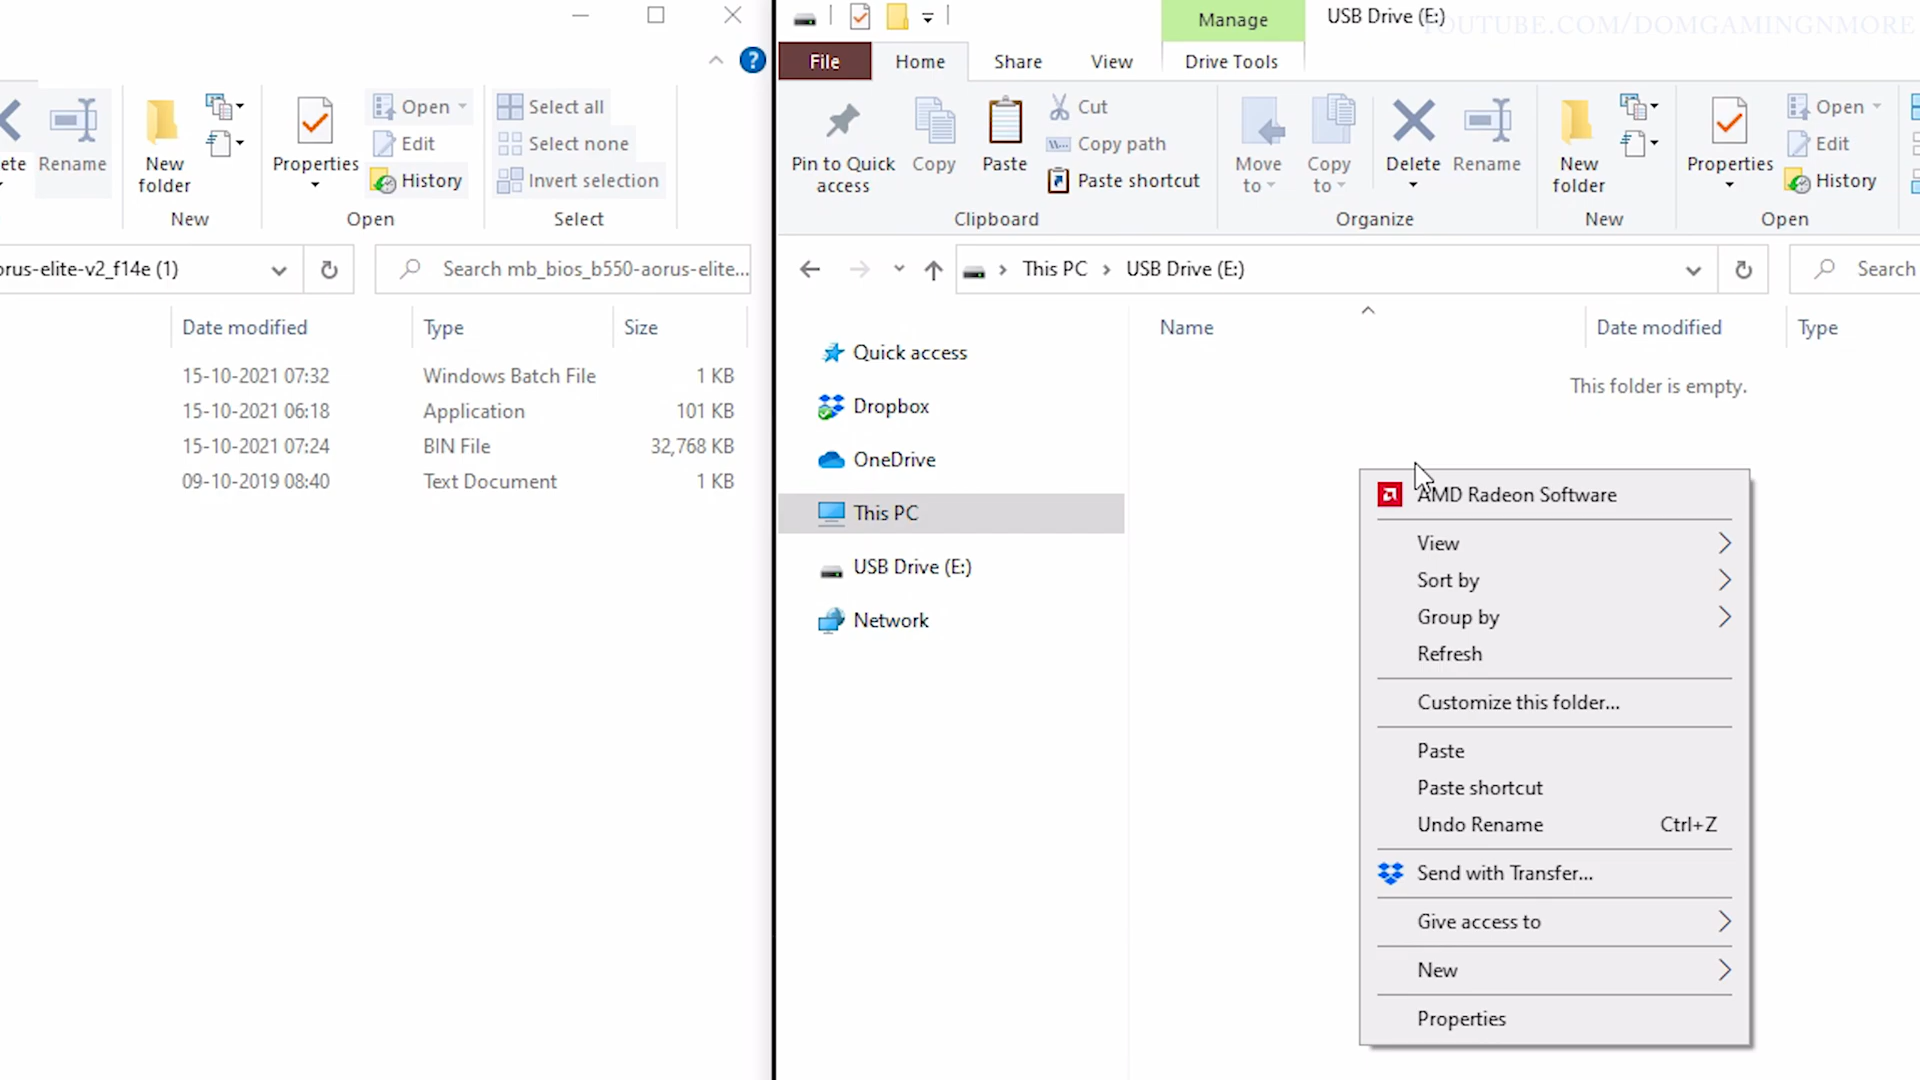 Rename
New
folder
New
Properties
Open
Edit
History
Open
Select all
Select none
Invert selection
Select
orus-elite-v2_f14e (1)
Search mb_bios_b550-aorus-elite...
Date modified
Type
Size
15-10-2021 07:32
Windows Batch File
1 KB
15-10-2021 06:18
Application
101 KB
15-10-2021 07:24
BIN File
32,768 KB
09-10-2019 08:40
Text Document
1 KB
Manage
USB Drive (E:)
YOUTUBE.COM/DOMGAMINGNMORE
File
Home
Share
View
Drive Tools
Pin to Quick
access
Copy
Paste
Cut
Copy path
Paste shortcut
Clipboard
Move
to
Copy
to
Delete
Rename
Organize
New
folder
New
Properties
Open
Edit
History
Open
This PC
USB Drive (E:)
Search
Quick access
Dropbox
OneDrive
This PC
USB Drive (E:)
Network
Name
Date modified
Type
This folder is empty.
AMD Radeon Software
View
Sort by
Group by
Refresh
Customize this folder...
Paste
Paste shortcut
Undo Rename Ctrl+Z
Send with Transfer...
Give access to
New
Properties